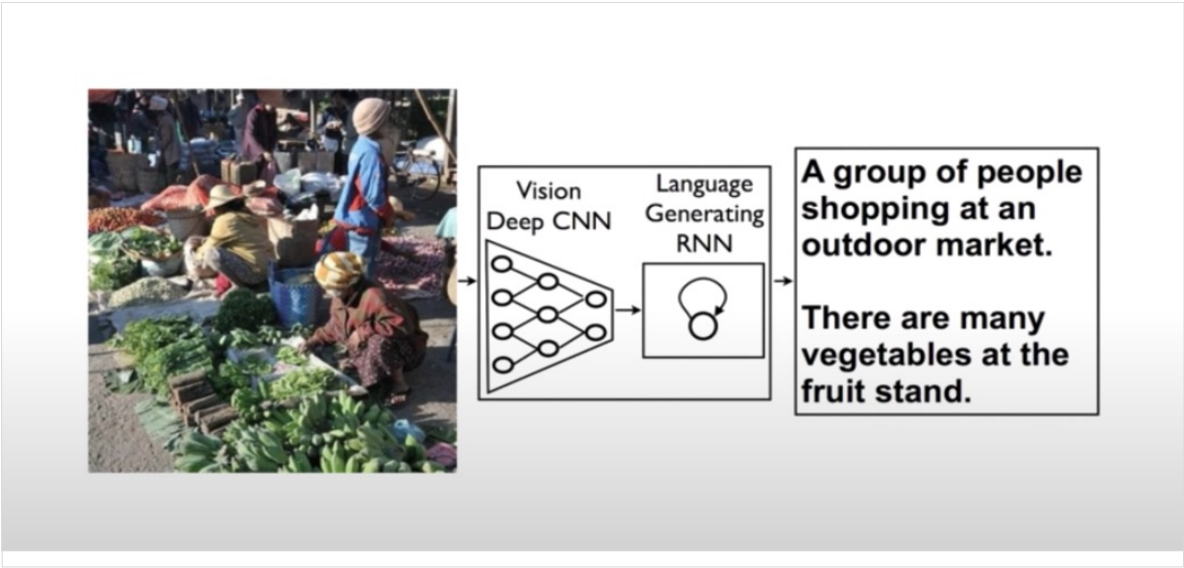 Vision
Deep CNN
Language
Generating
RNN
A group of people
shopping at an
outdoor market.
There are many
vegetables at the
fruit stand.